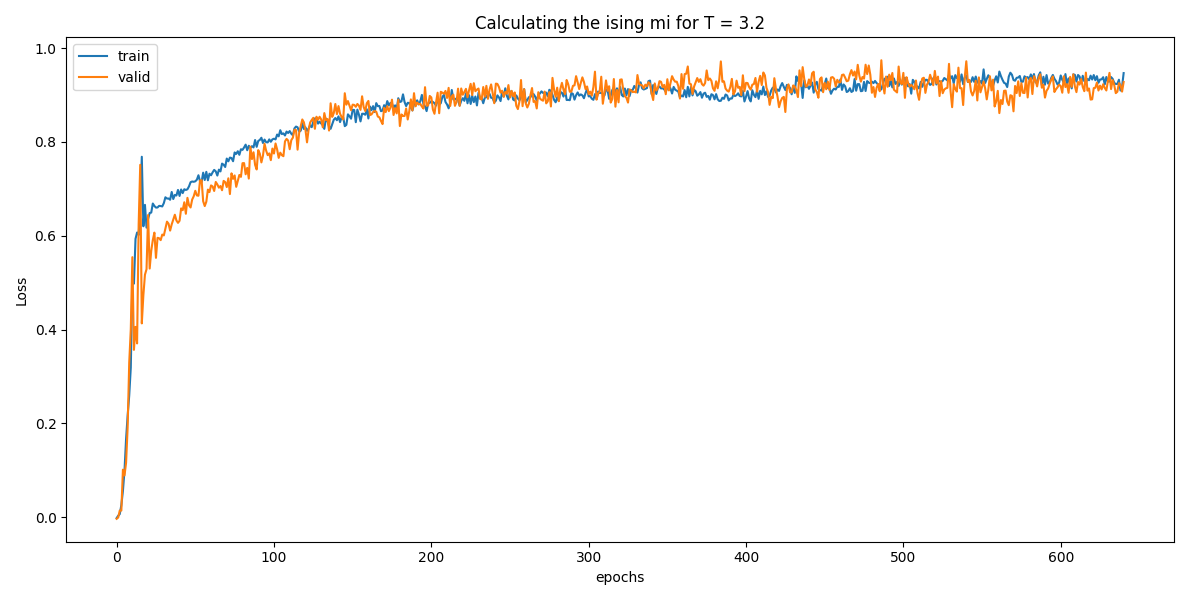 Calculating the ising mi for T = 3.2
train
valid
1.0
0.8
0.6
0.4
0.2
0.0
Loss
0 100 200 300 400 500 600
epochs